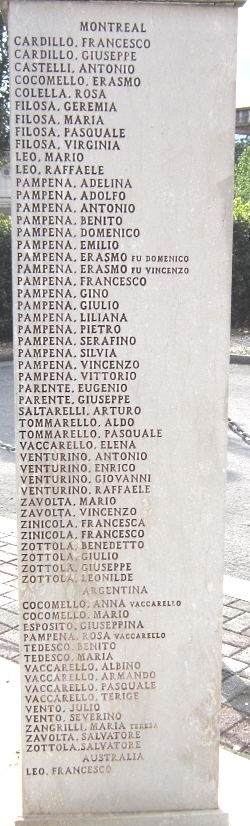 MONTREAL
CARDILLO, FRANCESCO
CARDILLO, GIUSEPPE
CASTELLI, ANTONIO
COCOMELLO, ERASMO
COLELLA, ROSA
FILOSA, GEREMIA
FILOSA, MARIA
FILOSA, PASQUALE
FILOSA, VIRGINIA
LEO, MARIO
LEO, RAFFAELE
PAMPENA, ADELINA
PAMPENA, ADOLFO
PAMPENA, ANTONIO
PAMPENA, BENITO
PAMPENA, DOMENICO
PAMPENA, EMILIO
PAMPENA, ERASMO FU DOMENICO
PAMPENA, ERASMO FU VINCENZO
PAMPENA, FRANCESCO
PAMPENA, GINO
PAMPENA, GIULIO
PAMPENA, LILIANA
PAMPENA, PIETRO
PAMPENA, SERAFINO
PAMPENA, SILVIA
PAMPENA, VINCENZO
PAMPENA, VITTORIO
PARENTE, EUGENIO
PARENTE, GIUSEPPE
SALTARELLI, ARTURO
TOMMARELLO, ALDO
TOMMARELLO, PASQUALE
VACCARELLO, ELENA
VENTURINO, ANTONIO
VENTURINO, ENRICO
VENTURINO, GIOVANNI
VENTURINO, RAFFAELE
ZAVOLTA, MARIO
ZAVOLTA, VINCENZO
ZINICOLA, FRANCESCA
ZINICOLA, FRANCESCO
ZOTTOLA, BENEDETTO
ZOTTOLA, GIULIO
ZOTTOLA, GIUSEPPE
ZOTTOLA, LEONILDE
ARGENTINA
COCOMELLO, ANNA VACCARELLO
COCOMELLO, MARIO
ESPOSITO, GIUSEPPINA
PAMPENA, ROSA VACCARELLO
TEDESCO, BENITO
TEDESCO, MARIA
VACCARELLO, ALBINO
VACCARELLO, ARMANDO
VACCARELLO, PASQUALE
VACCARELLO, TERIGE
VENTO, JULIO
VENTO, SEVERINO
ZANGRILLI, MARIA TERESA
ZAVOLTA, SALVATORE
ZOTTOLA, SALVATORE
AUSTRALIA
LEO, FRANCESCO